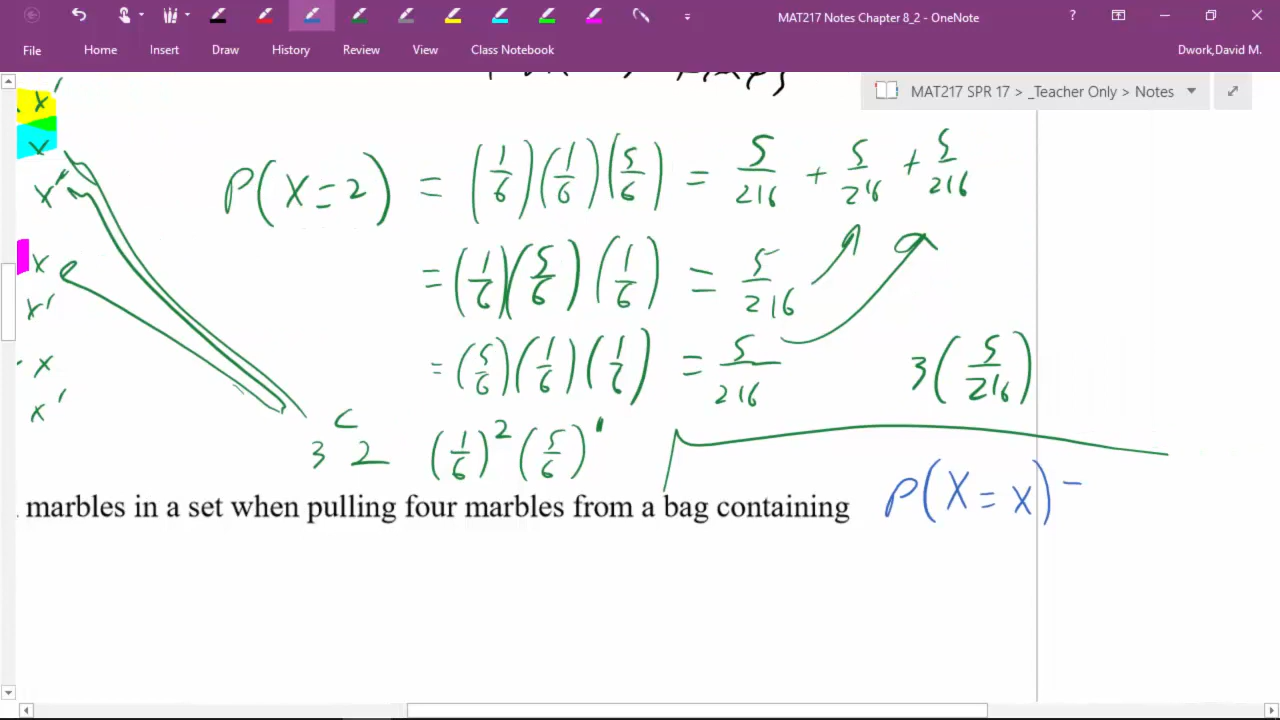 MAT217 Notes Chapter 8_2 - OneNote
?
Dwork,David M.
File Home Insert Draw History Review View Class Notebook
MAT217 SPR 17 > _Teacher Only > Notes
x'
x
x'
x
x'
x
x'
P(X=2) = (1/6)(1/6)(5/6) = 5/216 + 5/216 + 5/216
= (1/6)(5/6)(1/6) = 5/216
= (5/6)(1/6)(1/6) = 5/216 3(5/216)
3 C 2 (1/6)^2 (5/6)^1
marbles in a set when pulling four marbles from a bag containing
P(X=x) -